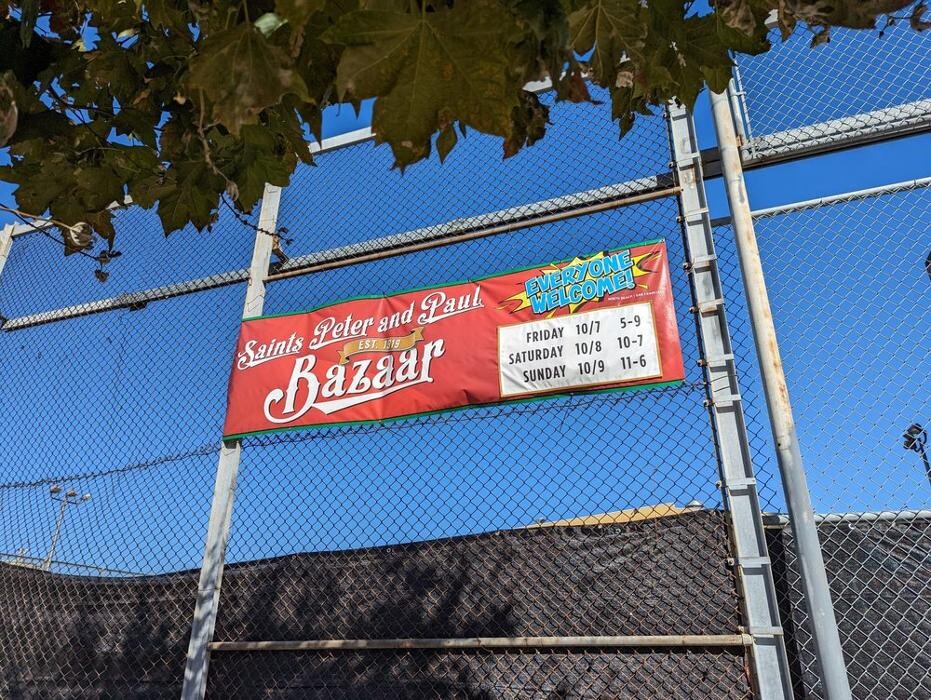 Saints Peter and Paul
EST. 1919
Bazaar
EVERYONE
WELCOME!
FRIDAY 10/7 5-9
SATURDAY 10/8 10-7
SUNDAY 10/9 11-6